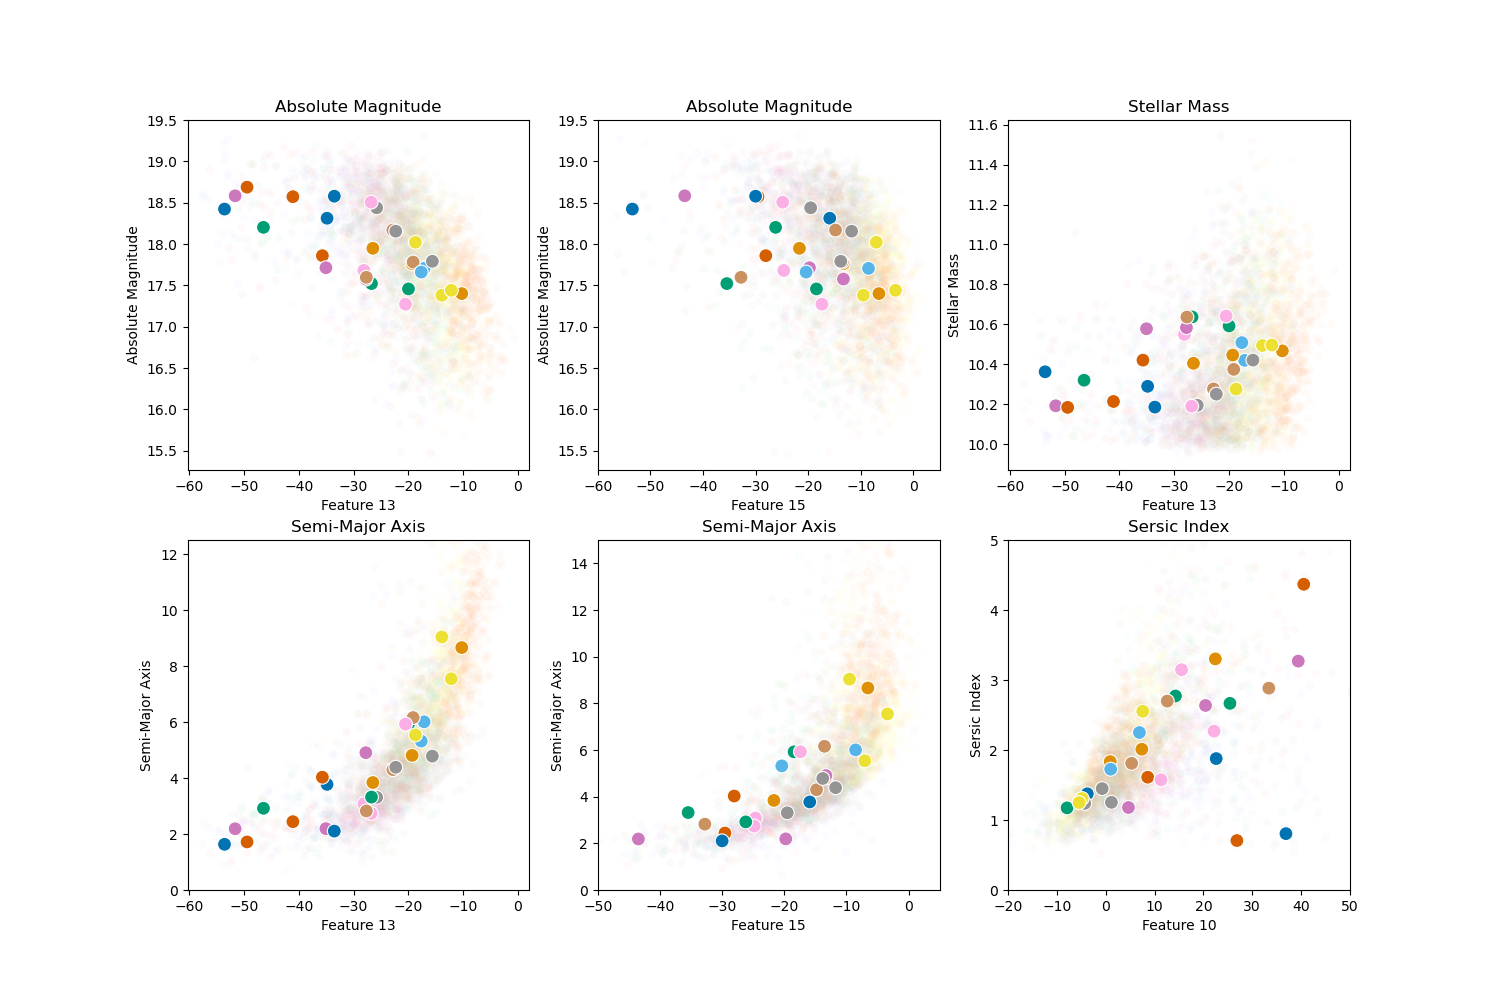 Absolute Magnitude
Absolute Magnitude
Stellar Mass
19.5
19.0
18.5
18.0
17.5
17.0
16.5
16.0
15.5
Absolute Magnitude
−60 −50 −40 −30 −20 −10 0
Feature 13
19.5
19.0
18.5
18.0
17.5
17.0
16.5
16.0
15.5
Absolute Magnitude
−60 −50 −40 −30 −20 −10 0
Feature 15
11.6
11.4
11.2
11.0
10.8
10.6
10.4
10.2
10.0
Stellar Mass
−60 −50 −40 −30 −20 −10 0
Feature 13
Semi-Major Axis
Semi-Major Axis
Sersic Index
12
10
8
6
4
2
0
Semi-Major Axis
−60 −50 −40 −30 −20 −10 0
Feature 13
14
12
10
8
6
4
2
0
Semi-Major Axis
−50 −40 −30 −20 −10 0
Feature 15
5
4
3
2
1
0
Sersic Index
−20 −10 0 10 20 30 40 50
Feature 10